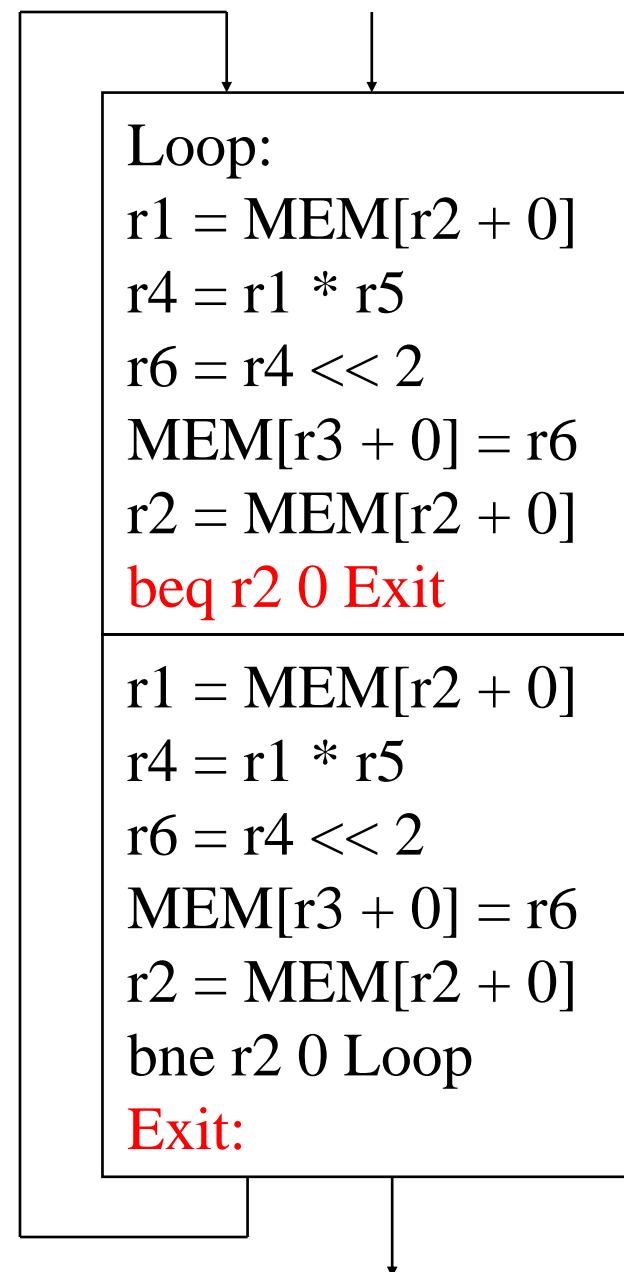 Loop:
r1 = MEM[r2 + 0]
r4 = r1 * r5
r6 = r4 << 2
MEM[r3 + 0] = r6
r2 = MEM[r2 + 0]
beq r2 0 Exit
r1 = MEM[r2 + 0]
r4 = r1 * r5
r6 = r4 << 2
MEM[r3 + 0] = r6
r2 = MEM[r2 + 0]
bne r2 0 Loop
Exit: